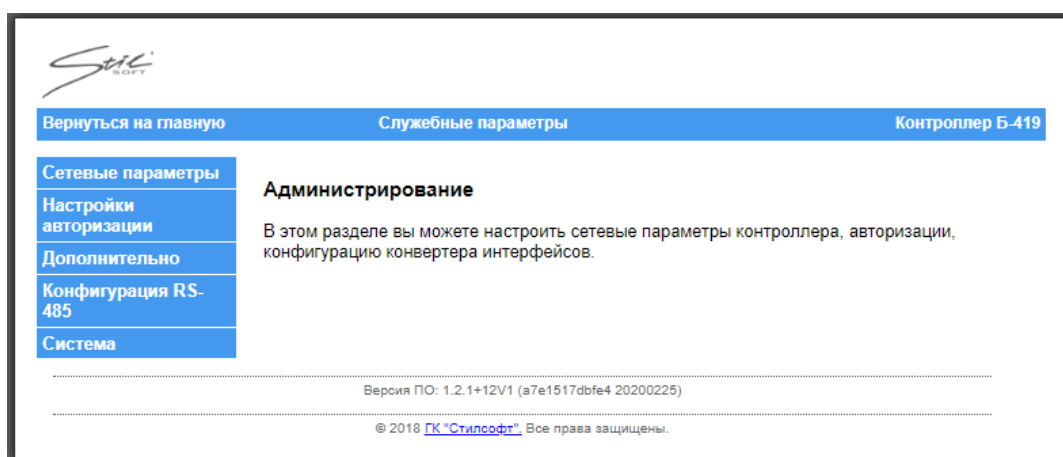 Stil
SOFT
Вернуться на главную
Служебные параметры
Контроллер Б-419
Сетевые параметры
Настройки
авторизации
Дополнительно
Конфигурация RS-
485
Система
Администрирование
В этом разделе вы можете настроить сетевые параметры контроллера, авторизации,
конфигурацию конвертера интерфейсов.
Версия ПО: 1.2.1+12V1 (a7e1517dbfe4 20200225)
© 2018 ГК "Стилсофт". Все права защищены.